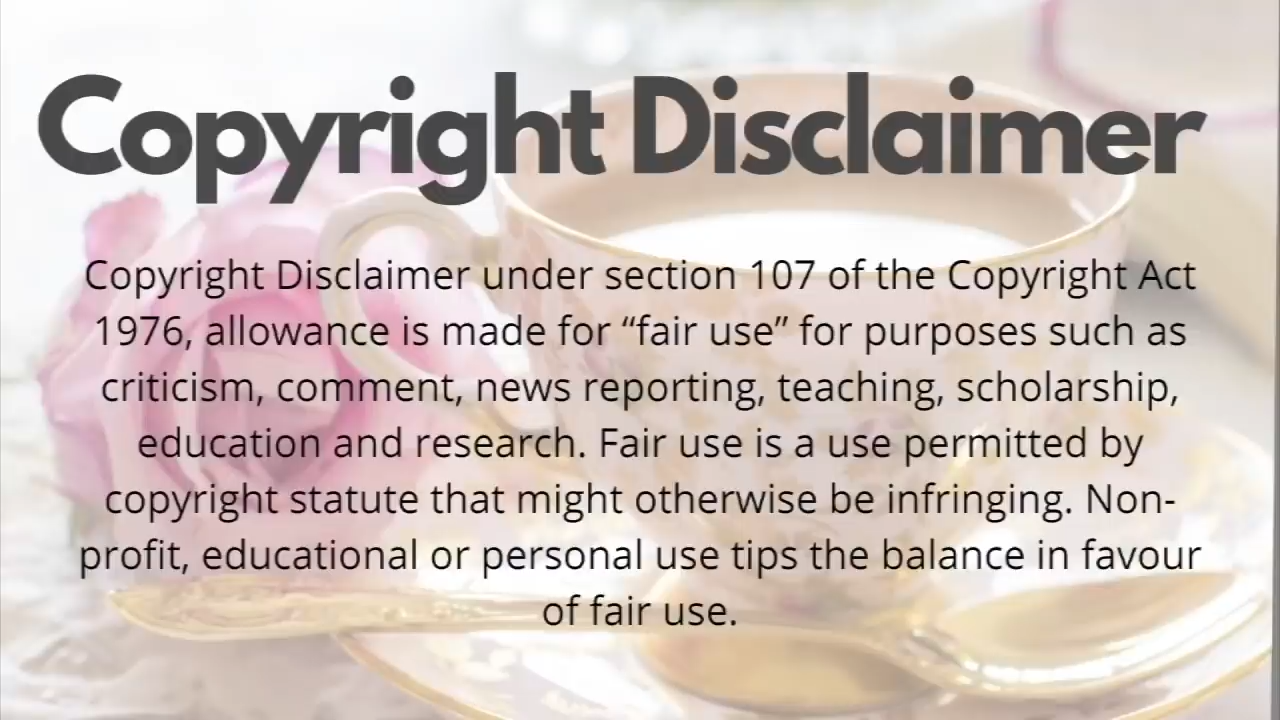 Copyright Disclaimer
Copyright Disclaimer under section 107 of the Copyright Act
1976, allowance is made for “fair use” for purposes such as
criticism, comment, news reporting, teaching, scholarship,
education and research. Fair use is a use permitted by
copyright statute that might otherwise be infringing. Non-
profit, educational or personal use tips the balance in favour
of fair use.